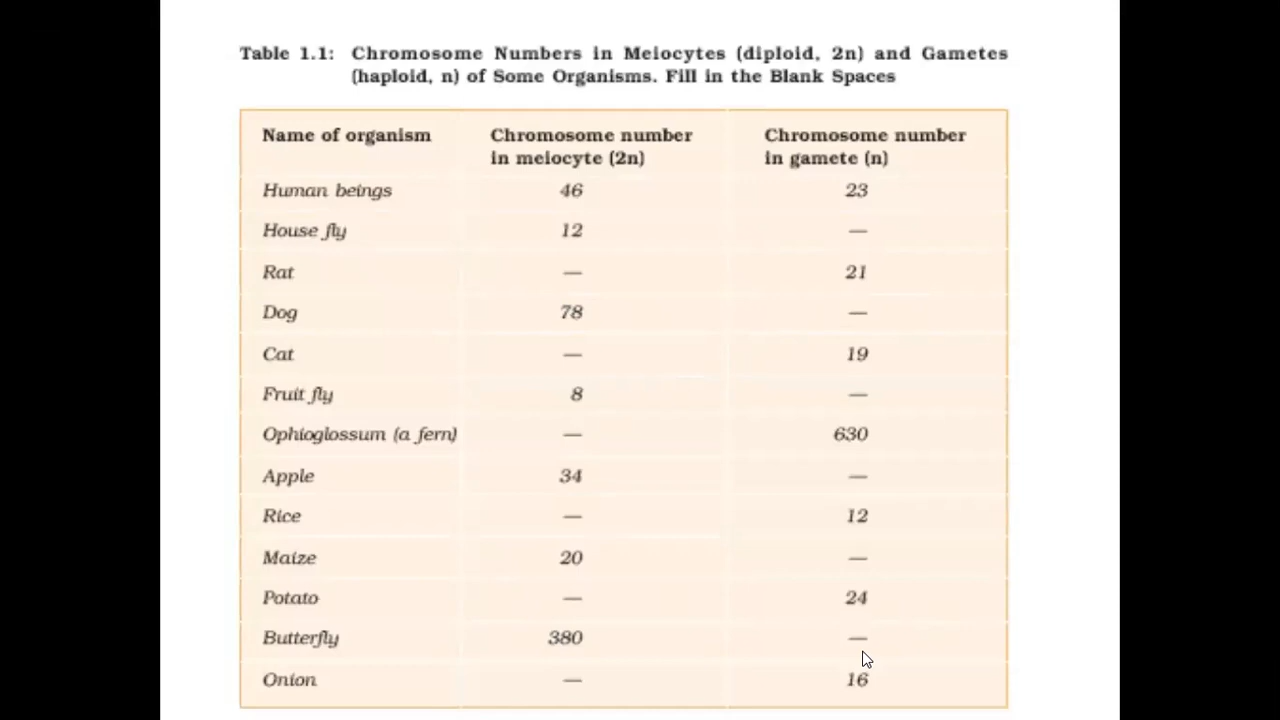 Table 1.1: Chromosome Numbers in Meiocytes (diploid, 2n) and Gametes
(haploid, n) of Some Organisms. Fill in the Blank Spaces
Name of organism Chromosome number in meiocyte (2n) Chromosome number in gamete (n)
Human beings 46 23
House fly 12 —
Rat — 21
Dog 78 —
Cat — 19
Fruit fly 8 —
Ophioglossum (a fern) — 630
Apple 34 —
Rice — 12
Maize 20 —
Potato — 24
Butterfly 380 —
Onion — 16